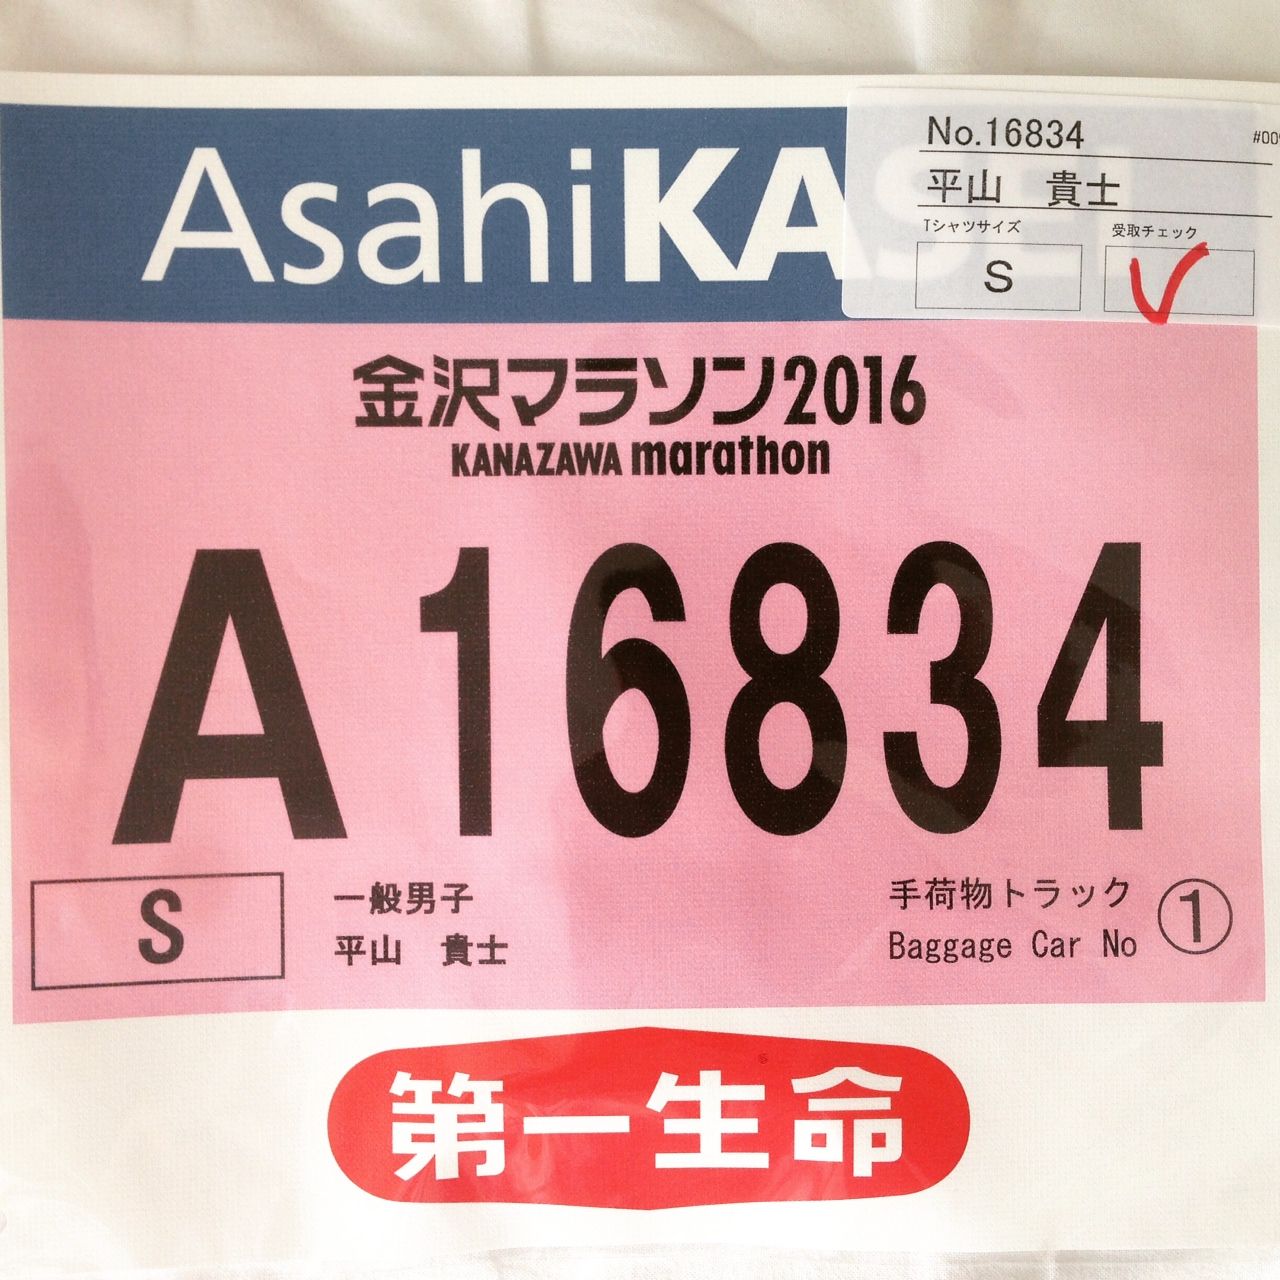 AsahiKASEI
No.16834
平山　貴士
Tシャツサイズ
受取チェック
S
金沢マラソン2016
KANAZAWA marathon
A16834
S
一般男子
平山　貴士
手荷物トラック
Baggage Car No
①
第一生命